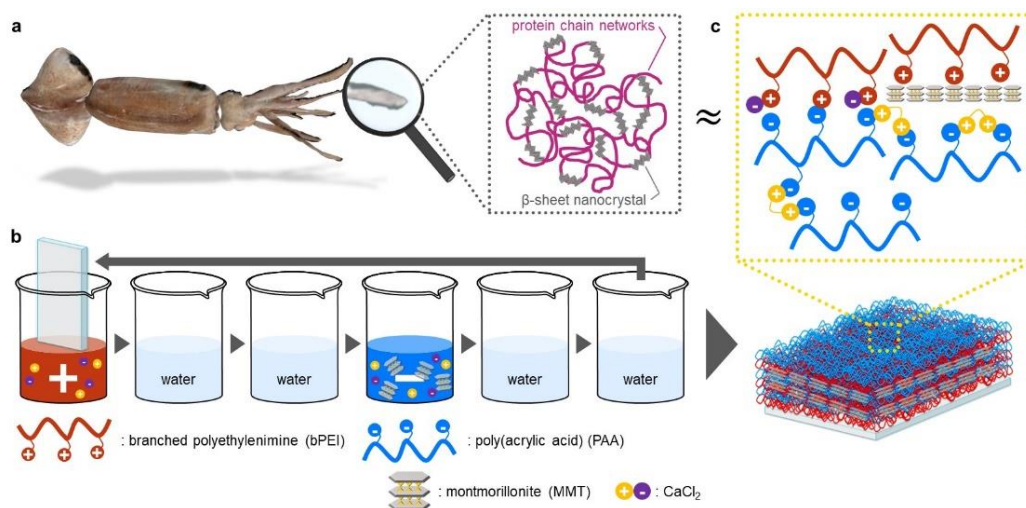 a
protein chain networks
β-sheet nanocrystal
≈
c
b
+
water
water
-
water
water
: branched polyethylenimine (bPEI)
: poly(acrylic acid) (PAA)
: montmorillonite (MMT)
: CaCl₂